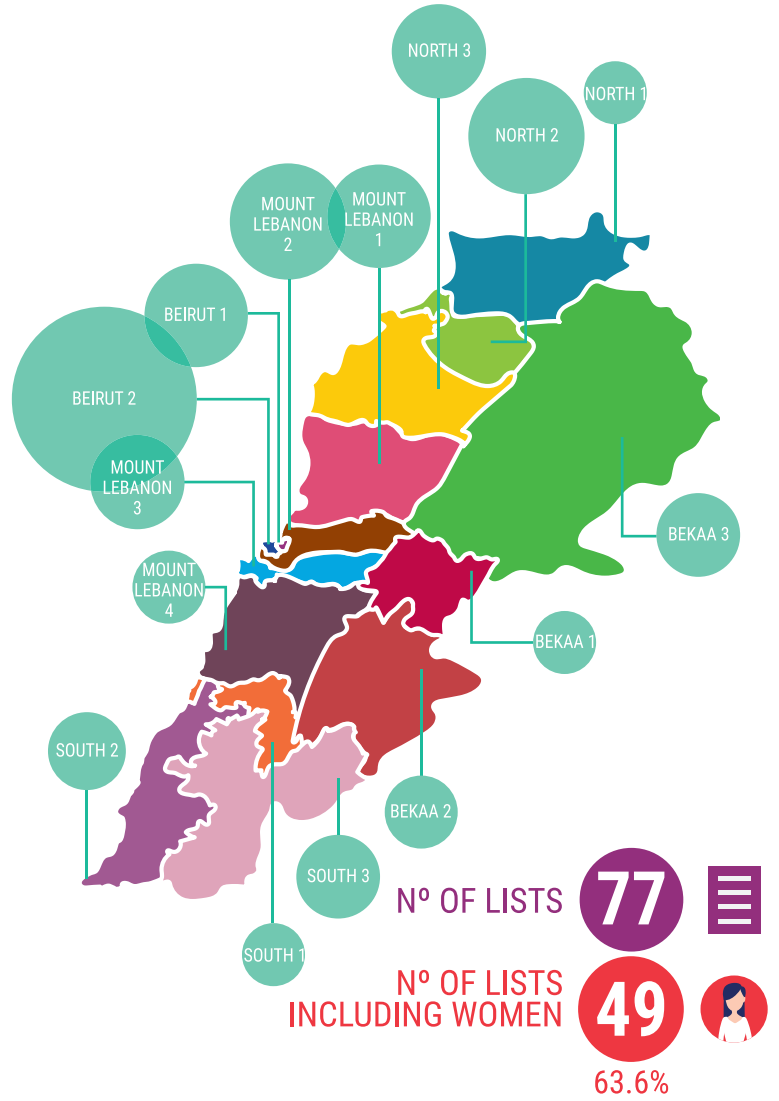 NORTH 3
NORTH 1
NORTH 2
MOUNT
LEBANON
2
MOUNT
LEBANON
1
BEIRUT 1
BEIRUT 2
MOUNT
LEBANON
3
BEKAA 3
MOUNT
LEBANON
4
BEKAA 1
SOUTH 2
BEKAA 2
SOUTH 3
SOUTH 1
Nº OF LISTS
77
Nº OF LISTS
INCLUDING WOMEN
49
63.6%